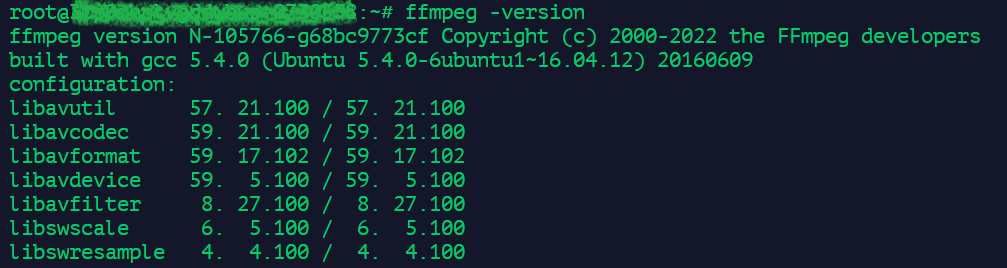 root@:~# ffmpeg -version
ffmpeg version N-105766-g68bc9773cf Copyright (c) 2000-2022 the FFmpeg developers
built with gcc 5.4.0 (Ubuntu 5.4.0-6ubuntu1~16.04.12) 20160609
configuration:
libavutil      57. 21.100 / 57. 21.100
libavcodec     59. 21.100 / 59. 21.100
libavformat    59. 17.102 / 59. 17.102
libavdevice    59.  5.100 / 59.  5.100
libavfilter     8. 27.100 /  8. 27.100
libswscale      6.  5.100 /  6.  5.100
libswresample   4.  4.100 /  4.  4.100